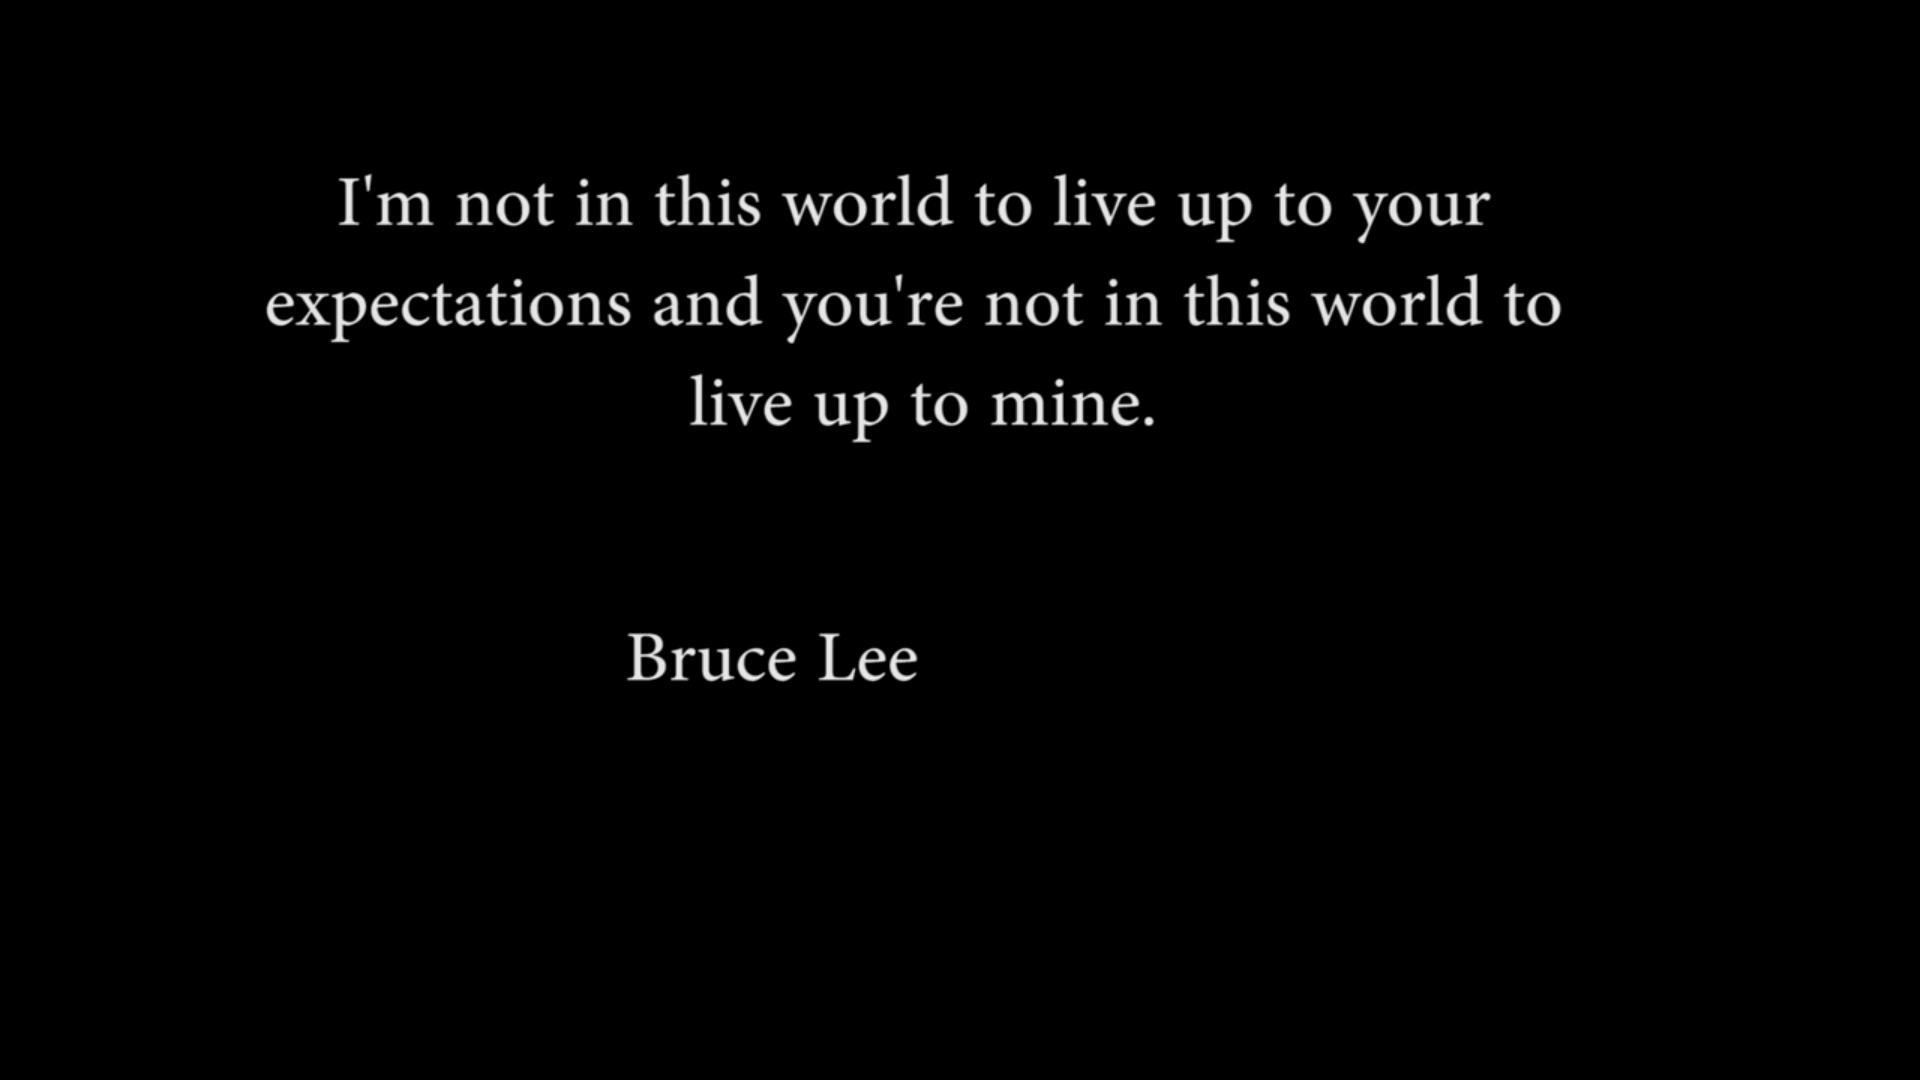 I'm not in this world to live up to your
expectations and you're not in this world to
live up to mine.
Bruce Lee